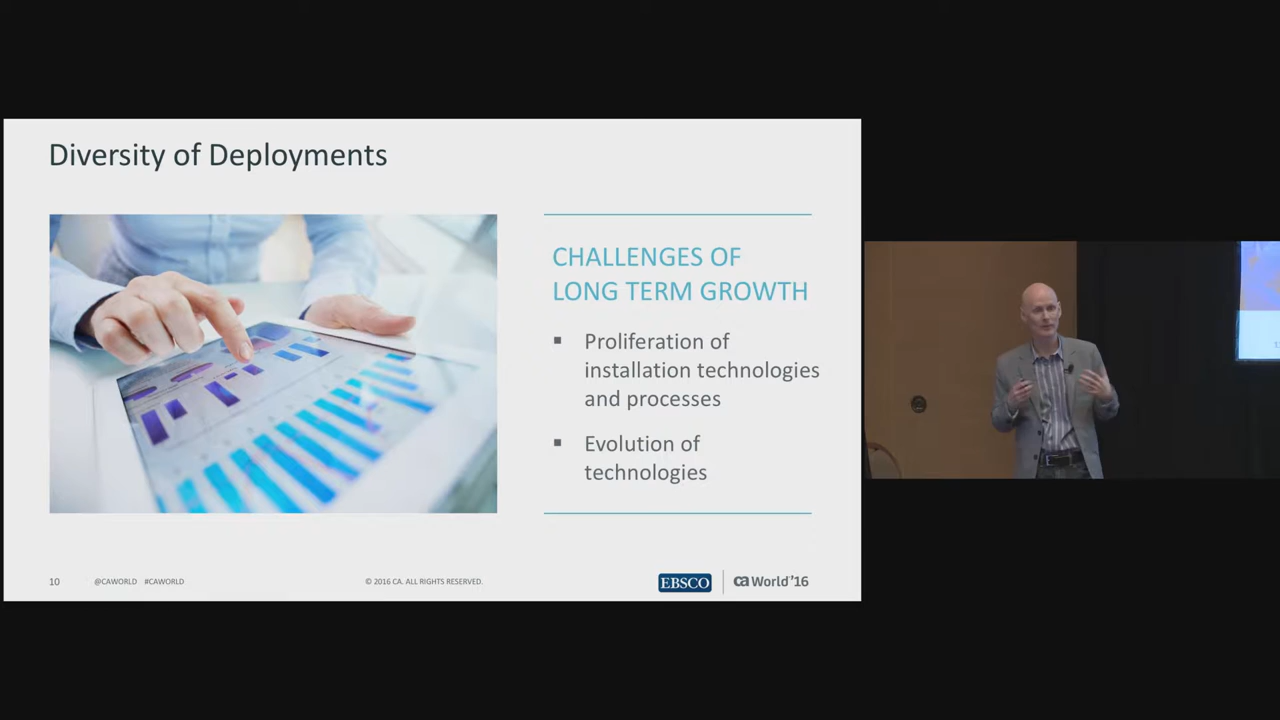 Diversity of Deployments
CHALLENGES OF
LONG TERM GROWTH
▪ Proliferation of
installation technologies
and processes
▪ Evolution of
technologies
10 @CAWORLD #CAWORLD © 2016 CA. ALL RIGHTS RESERVED. EBSCO ca World'16